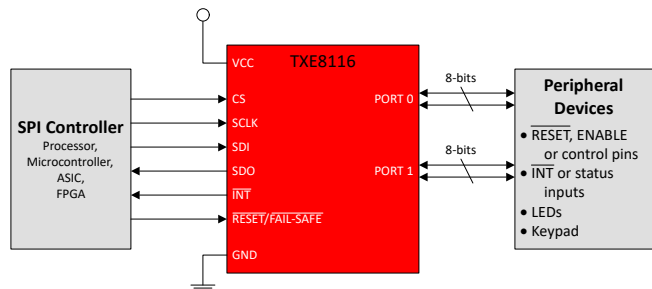 TXE8116
VCC
CS
SCLK
SDI
SDO
INT
RESET/FAIL-SAFE
GND
PORT 0
PORT 1
8-bits
8-bits
SPI Controller
Processor,
Microcontroller,
ASIC,
FPGA
Peripheral
Devices
• RESET, ENABLE
or control pins
• INT or status
inputs
• LEDs
• Keypad